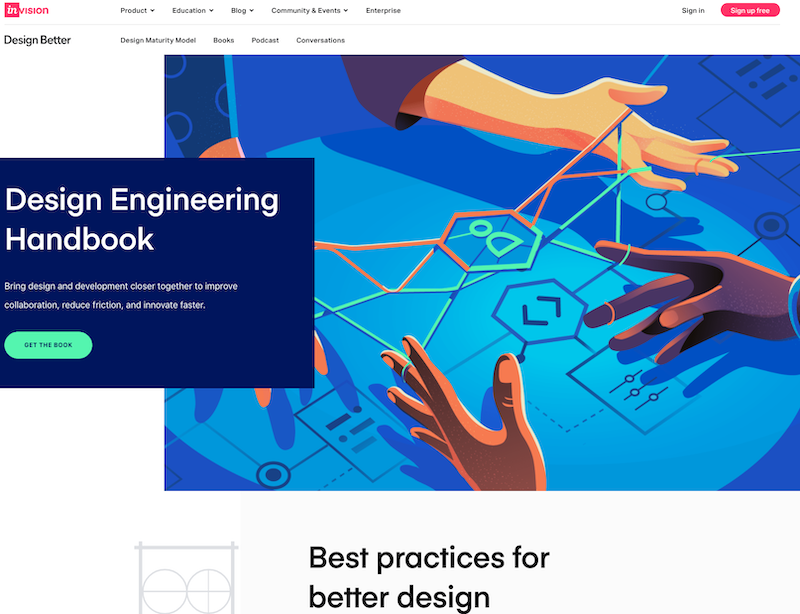 inVISION
Product
Education
Blog
Community & Events
Enterprise
Sign in
Sign up free
Design Better
Design Maturity Model
Books
Podcast
Conversations
Design Engineering
Handbook
Bring design and development closer together to improve
collaboration, reduce friction, and innovate faster.
GET THE BOOK
Best practices for
better design